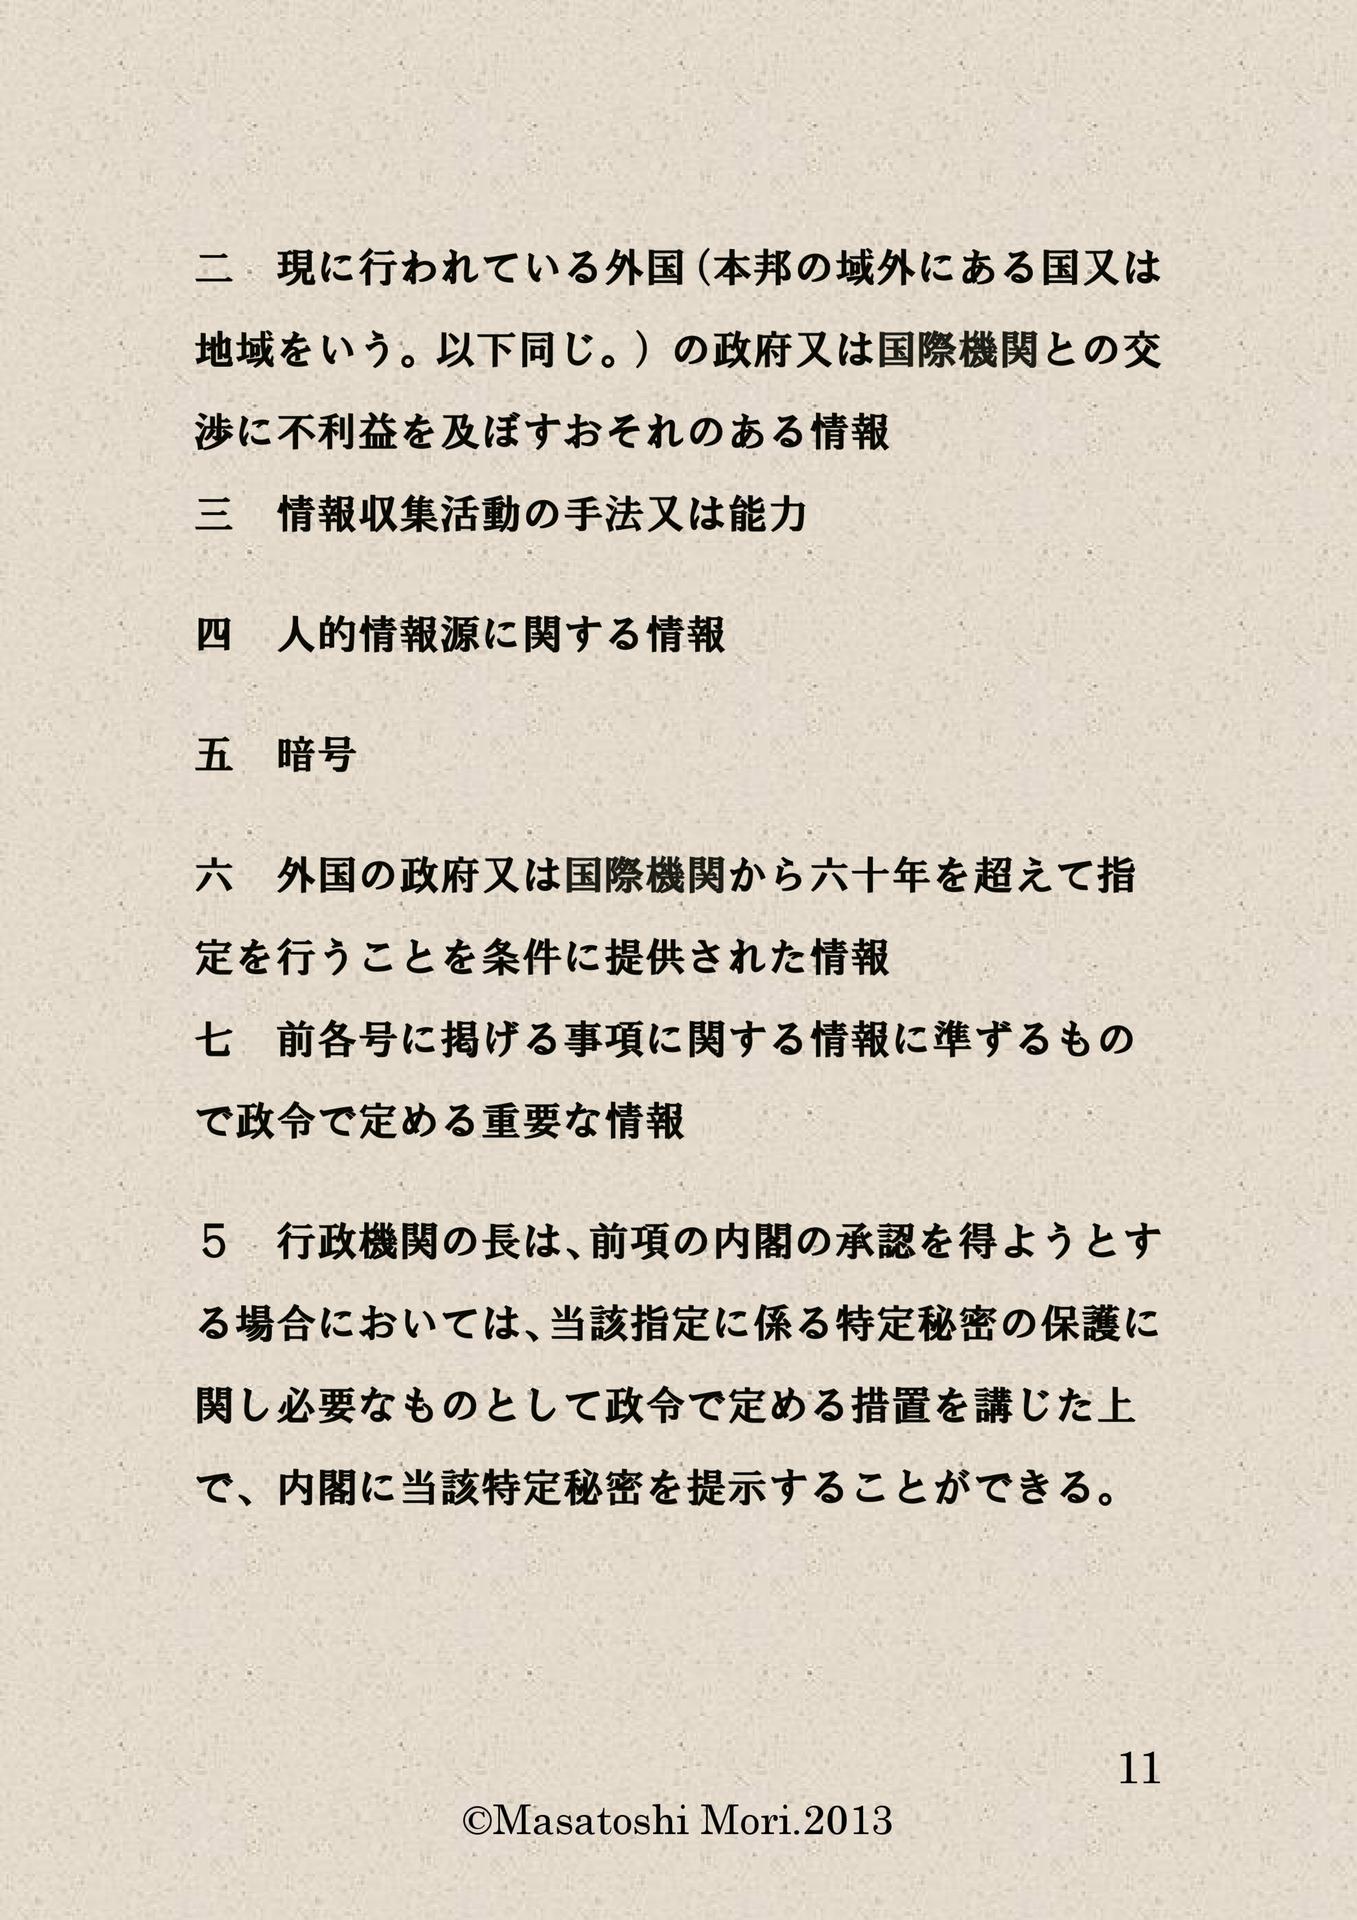 二　現に行われている外国（本邦の域外にある国又は
地域をいう。以下同じ。）の政府又は国際機関との交
渉に不利益を及ぼすおそれのある情報
三　情報収集活動の手法又は能力
四　人的情報源に関する情報
五　暗号
六　外国の政府又は国際機関から六十年を超えて指
定を行うことを条件に提供された情報
七　前各号に掲げる事項に関する情報に準ずるもの
で政令で定める重要な情報
５　行政機関の長は、前項の内閣の承認を得ようとす
る場合においては、当該指定に係る特定秘密の保護に
関し必要なものとして政令で定める措置を講じた上
で、内閣に当該特定秘密を提示することができる。
11
©Masatoshi Mori.2013